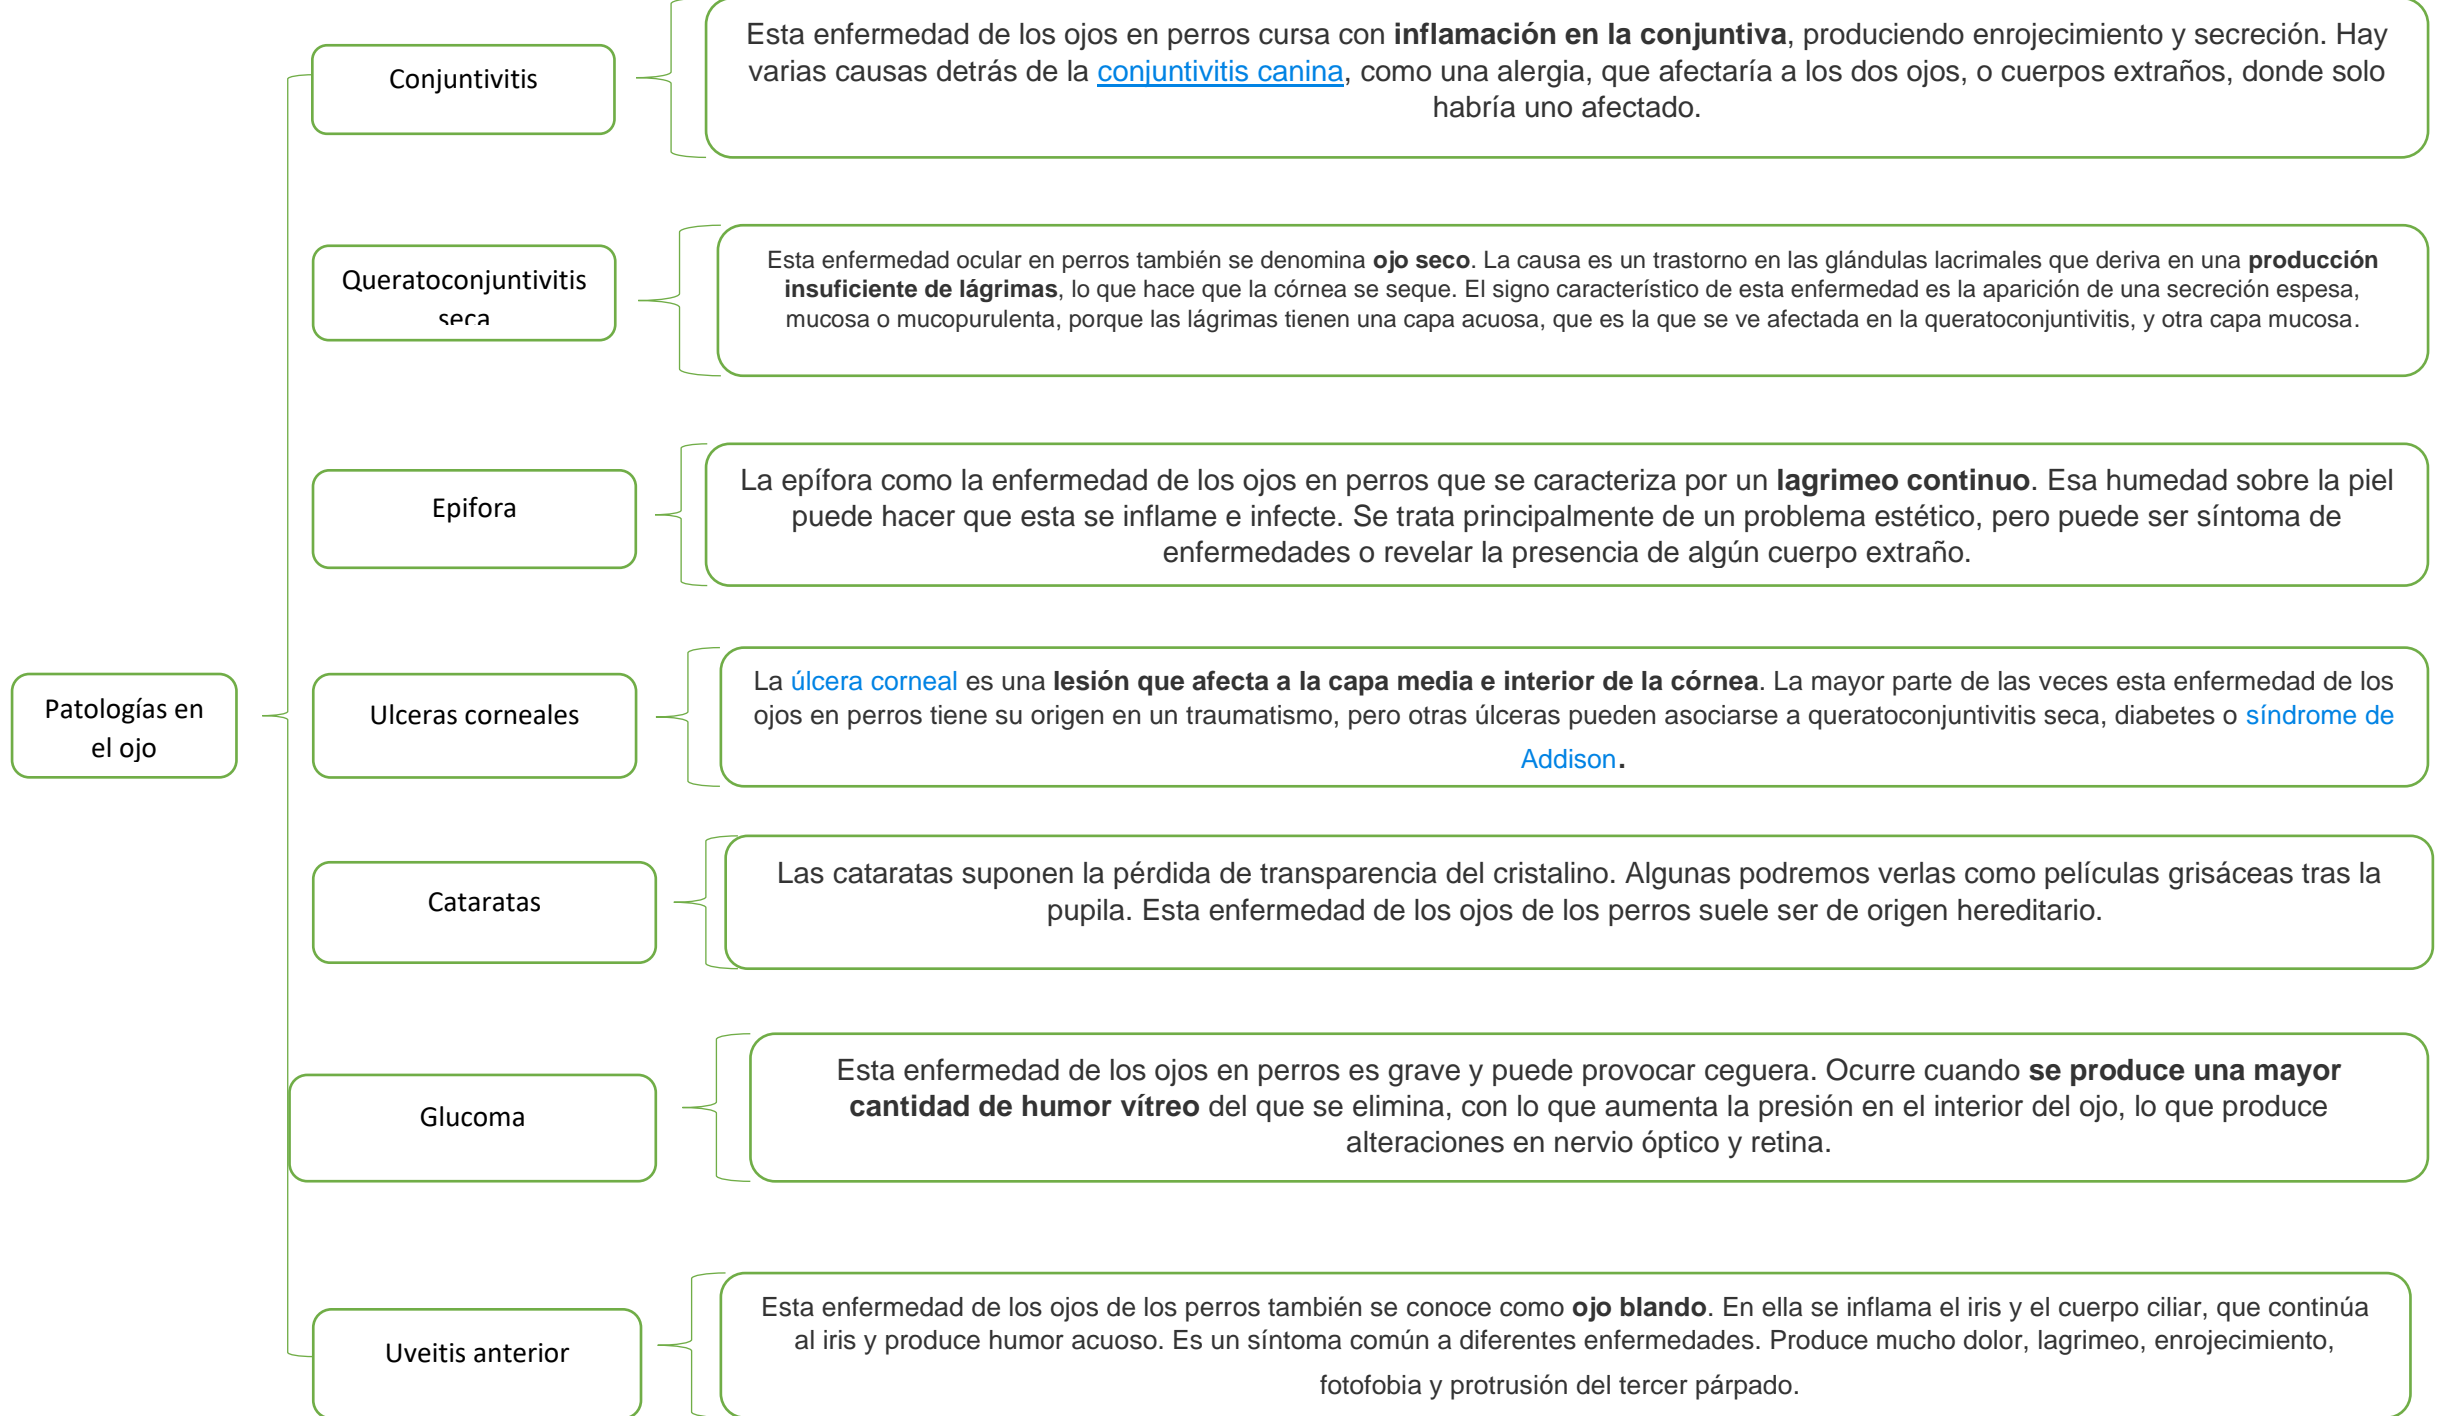 Conjuntivitis
Esta enfermedad de los ojos en perros cursa con inflamación en la conjuntiva, produciendo enrojecimiento y secreción. Hay
varias causas detrás de la conjuntivitis canina, como una alergia, que afectaría a los dos ojos, o cuerpos extraños, donde solo
habría uno afectado.
Queratoconjuntivitis
seca
Esta enfermedad ocular en perros también se denomina ojo seco. La causa es un trastorno en las glándulas lacrimales que deriva en una producción
insuficiente de lágrimas, lo que hace que la córnea se seque. El signo característico de esta enfermedad es la aparición de una secreción espesa,
mucosa o mucopurulenta, porque las lágrimas tienen una capa acuosa, que es la que se ve afectada en la queratoconjuntivitis, y otra capa mucosa.
Epifora
La epífora como la enfermedad de los ojos en perros que se caracteriza por un lagrimeo continuo. Esa humedad sobre la piel
puede hacer que esta se inflame e infecte. Se trata principalmente de un problema estético, pero puede ser síntoma de
enfermedades o revelar la presencia de algún cuerpo extraño.
Patologías en
el ojo
Ulceras corneales
La úlcera corneal es una lesión que afecta a la capa media e interior de la córnea. La mayor parte de las veces esta enfermedad de los
ojos en perros tiene su origen en un traumatismo, pero otras úlceras pueden asociarse a queratoconjuntivitis seca, diabetes o síndrome de
Addison.
Cataratas
Las cataratas suponen la pérdida de transparencia del cristalino. Algunas podremos verlas como películas grisáceas tras la
pupila. Esta enfermedad de los ojos de los perros suele ser de origen hereditario.
Glucoma
Esta enfermedad de los ojos en perros es grave y puede provocar ceguera. Ocurre cuando se produce una mayor
cantidad de humor vítreo del que se elimina, con lo que aumenta la presión en el interior del ojo, lo que produce
alteraciones en nervio óptico y retina.
Uveitis anterior
Esta enfermedad de los ojos de los perros también se conoce como ojo blando. En ella se inflama el iris y el cuerpo ciliar, que continúa
al iris y produce humor acuoso. Es un síntoma común a diferentes enfermedades. Produce mucho dolor, lagrimeo, enrojecimiento,
fotofobia y protrusión del tercer párpado.